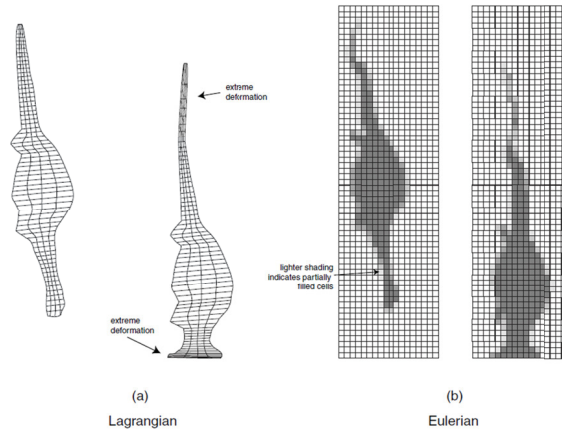 extreme
deformation
extreme
deformation
lighter shading
indicates partially
filled cells
(a)
Lagrangian
(b)
Eulerian